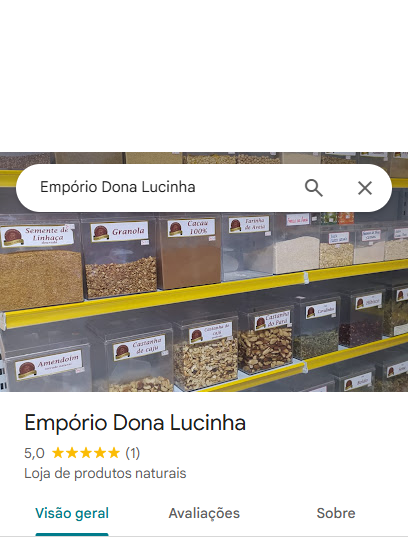 Empório Dona Lucinha
Semente de
Linhaça
Granola
Cacau
100%
Farinha
de Aveia
Amendoim
Castanha
de caju
Castanha de caju
Castanha
do Pará
Empório Dona Lucinha
5,0 ★★★★★ (1)
Loja de produtos naturais
Visão geral Avaliações Sobre